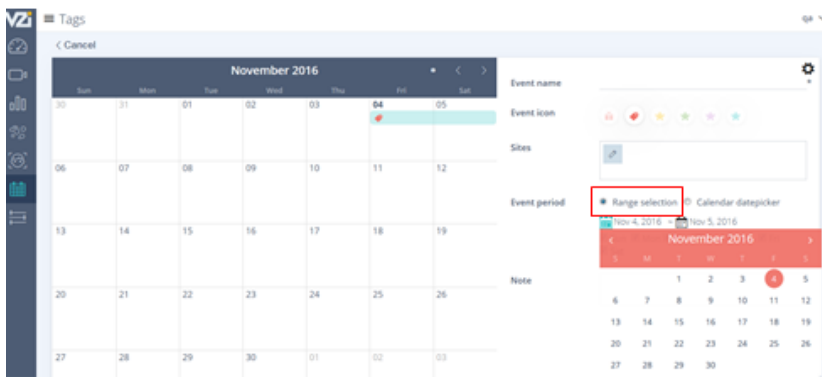 VZi Tags
Cancel
November 2016
Sun Mon Tue Wed Thu Fri Sat
30 31 01 02 03 04 05
06 07 08 09 10 11 12
13 14 15 16 17 18 19
20 21 22 23 24 25 26
27 28 29 30 01 02 03
Event name
Event icon
Sites
Event period
Range selection Calendar datepicker
Nov 4, 2016 ~ Nov 5, 2016
November 2016
S M T W T F S
1 2 3 4 5
6 7 8 9 10 11 12
13 14 15 16 17 18 19
20 21 22 23 24 25 26
27 28 29 30
Note